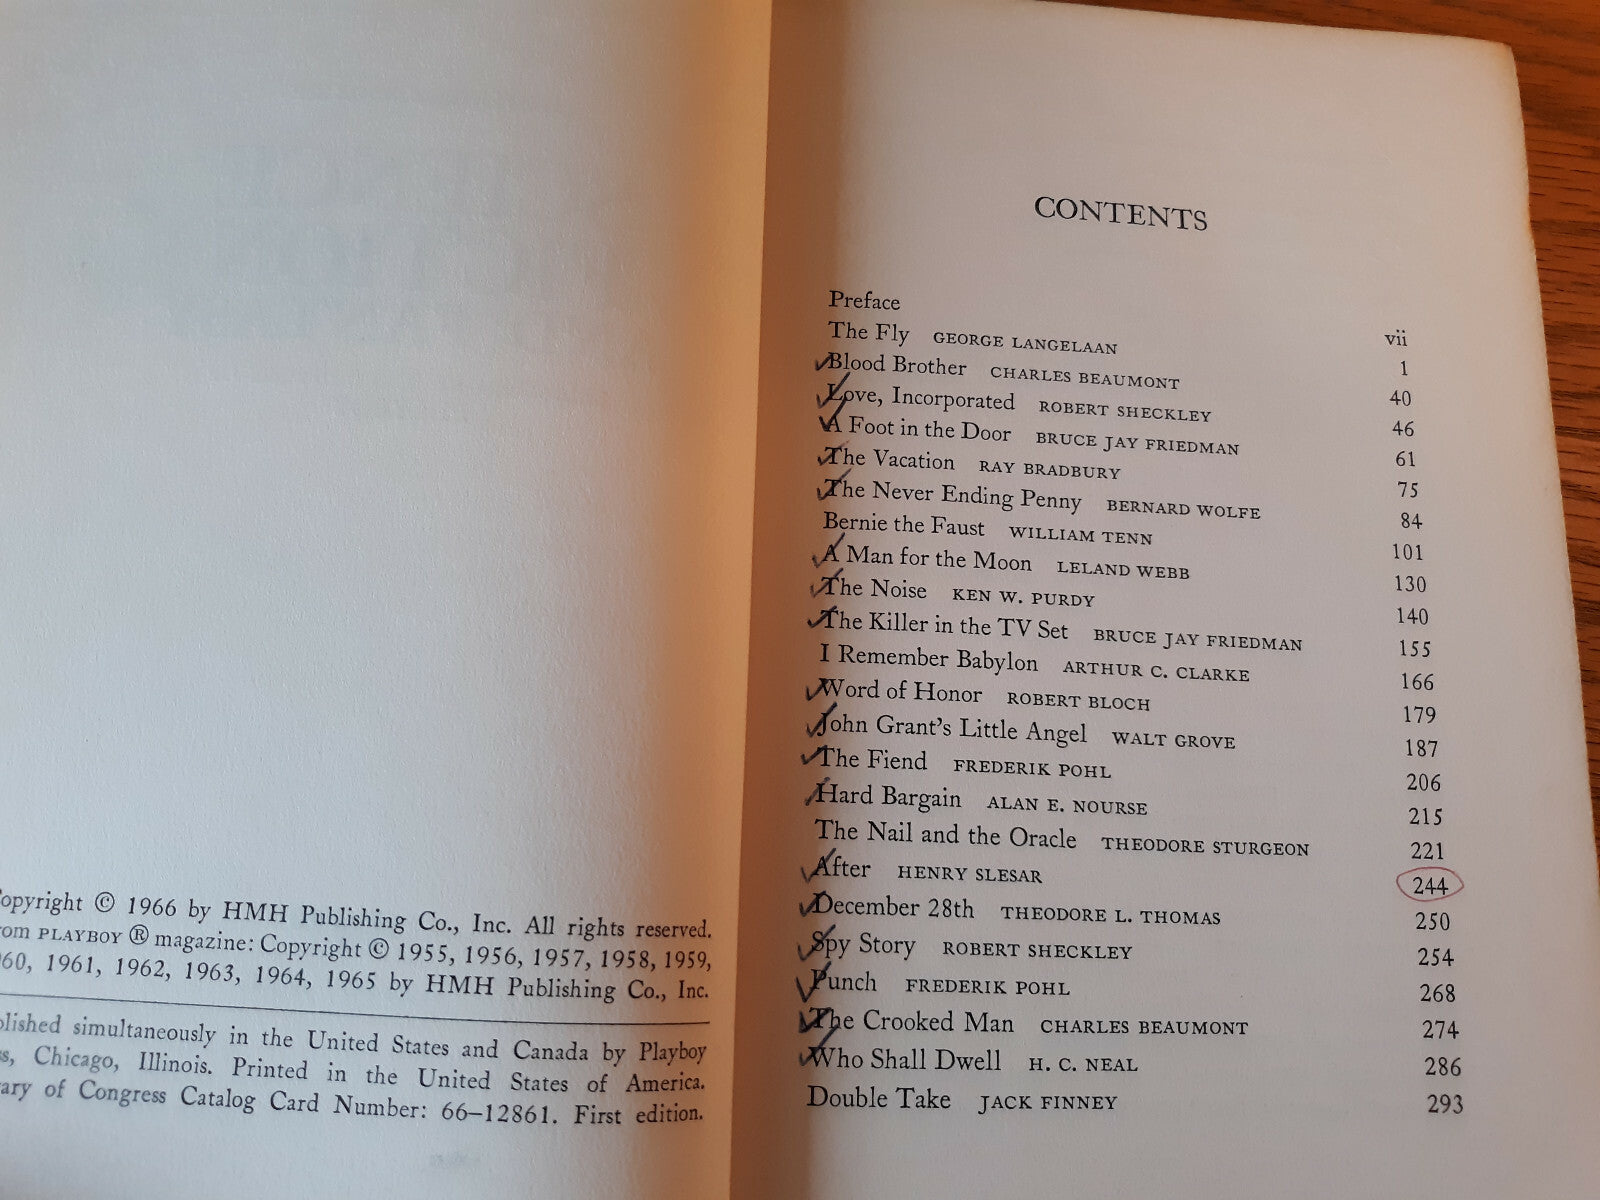 Copyright © 1966 by HMH Publishing Co., Inc. All rights reserved.
om PLAYBOY ® magazine: Copyright © 1955, 1956, 1957, 1958, 1959,
60, 1961, 1962, 1963, 1964, 1965 by HMH Publishing Co., Inc.
lished simultaneously in the United States and Canada by Playboy
s, Chicago, Illinois. Printed in the United States of America.
ary of Congress Catalog Card Number: 66–12861. First edition.
CONTENTS
Preface vii
The Fly GEORGE LANGELAAN 1
Blood Brother CHARLES BEAUMONT 40
Love, Incorporated ROBERT SHECKLEY 46
A Foot in the Door BRUCE JAY FRIEDMAN 61
The Vacation RAY BRADBURY 75
The Never Ending Penny BERNARD WOLFE 84
Bernie the Faust WILLIAM TENN 101
A Man for the Moon LELAND WEBB 130
The Noise KEN W. PURDY 140
The Killer in the TV Set BRUCE JAY FRIEDMAN 155
I Remember Babylon ARTHUR C. CLARKE 166
Word of Honor ROBERT BLOCH 179
John Grant's Little Angel WALT GROVE 187
The Fiend FREDERIK POHL 206
Hard Bargain ALAN E. NOURSE 215
The Nail and the Oracle THEODORE STURGEON 221
After HENRY SLESAR 244
December 28th THEODORE L. THOMAS 250
Spy Story ROBERT SHECKLEY 254
Punch FREDERIK POHL 268
The Crooked Man CHARLES BEAUMONT 274
Who Shall Dwell H. C. NEAL 286
Double Take JACK FINNEY 293